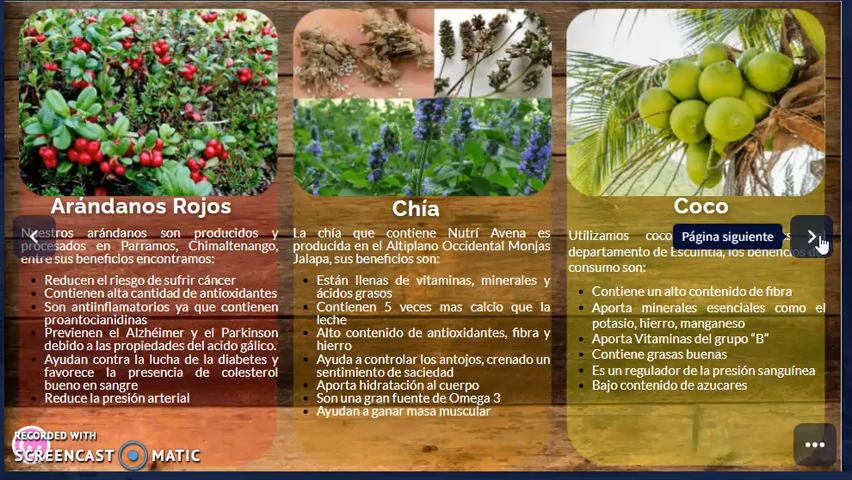 Arándanos Rojos
Nuestros arándanos son producidos y
procesados en Parramos, Chimaltenango,
entre sus beneficios encontramos:
Reducen el riesgo de sufrir cáncer
Contienen alta cantidad de antioxidantes
Son antiinflamatorios ya que contienen
proantocianidinas
Previenen el Alzhéimer y el Parkinson
debido a las propiedades del acido gálico.
Ayudan contra la lucha de la diabetes y
favorece la presencia de colesterol
bueno en sangre
Reduce la presión arterial
Chía
La chía que contiene Nutrí Avena es
producida en el Altiplano Occidental Monjas
Jalapa, sus beneficios son:
Están llenas de vitaminas, minerales y
ácidos grasos
Contienen 5 veces mas calcio que la
leche
Alto contenido de antioxidantes, fibra y
hierro
Ayuda a controlar los antojos, crenado un
sentimiento de saciedad
Aporta hidratación al cuerpo
Son una gran fuente de Omega 3
Ayudan a ganar masa muscular
Coco
Utilizamos
departamento de Escuintla, los beneficios
consumo son:
Contiene un alto contenido de fibra
Aporta minerales esenciales como el
potasio, hierro, manganeso
Aporta Vitaminas del grupo “B”
Contiene grasas buenas
Es un regulador de la presión sanguínea
Bajo contenido de azucares
Página siguiente
RECORDED WITH
SCREENCAST MATIC